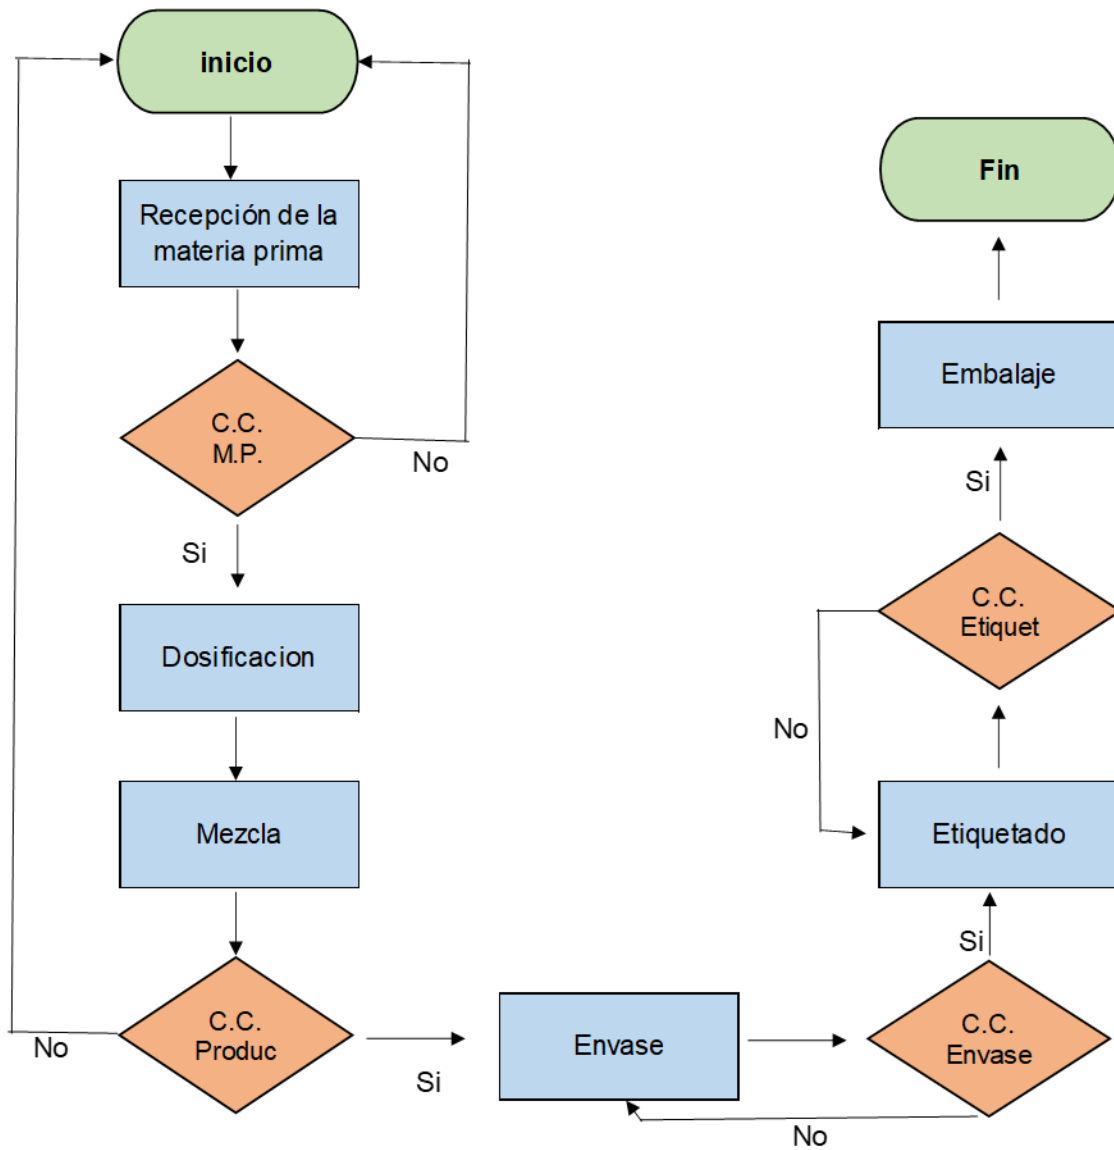 inicio
Recepción de la
materia prima
C.C.
M.P.
No
Si
Dosificacion
Mezcla
C.C.
Produc
No
Si
Envase
C.C.
Envase
No
Si
Etiquetado
C.C.
Etiquet
No
Si
Embalaje
Fin